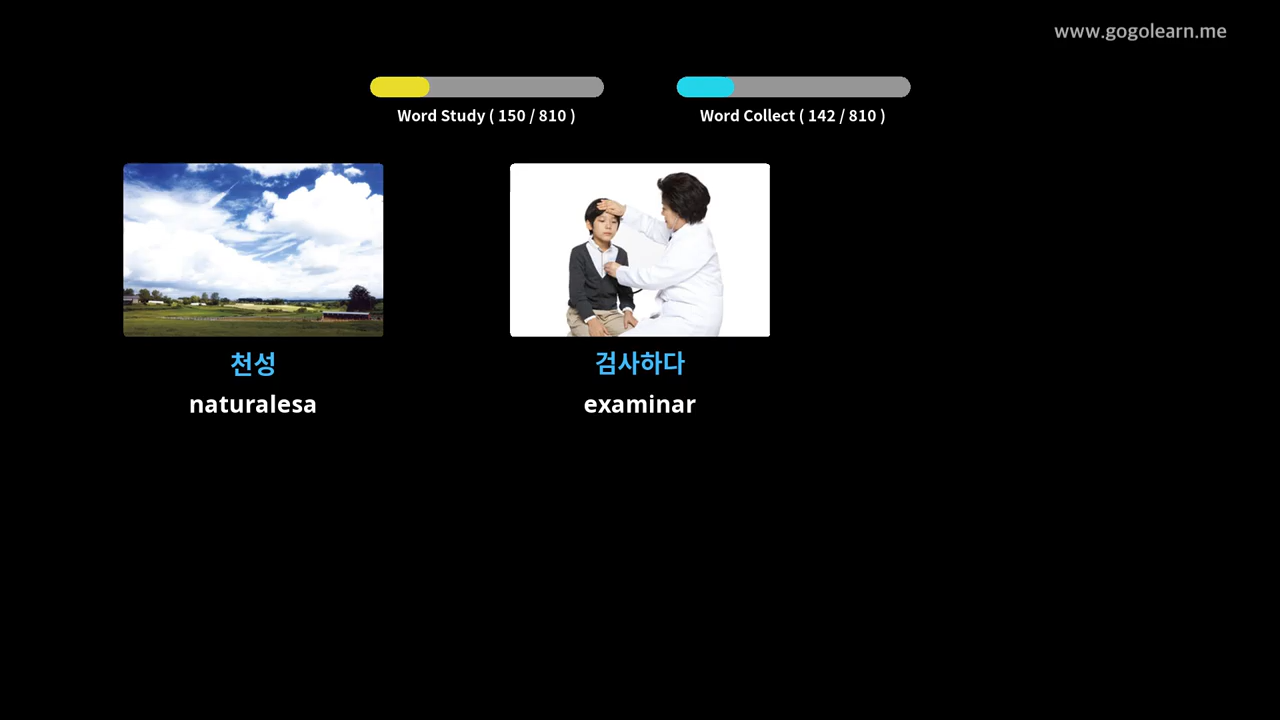 www.gogolearn.me
Word Study ( 150 / 810 )
Word Collect ( 142 / 810 )
천성
naturalesa
검사하다
examinar